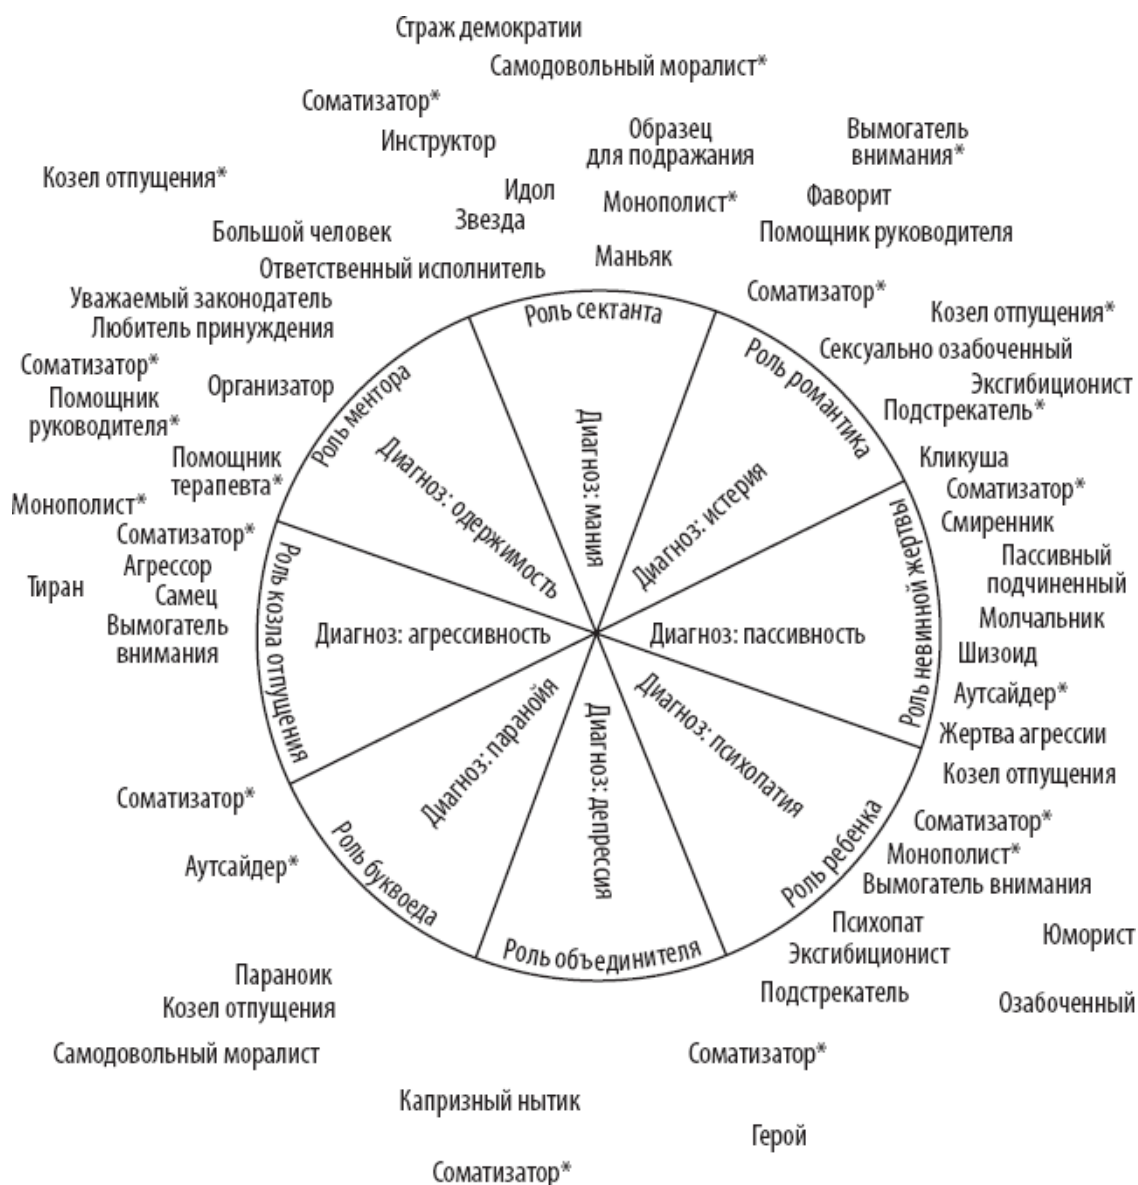 Страж демократии
Самодовольный моралист*
Соматизатор*
Инструктор
Образец
для подражания
Вымогатель
внимания*
Козел отпущения*
Идол
Монополист*
Фаворит
Звезда
Большой человек
Помощник руководителя
Маньяк
Ответственный исполнитель
Соматизатор*
Уважаемый законодатель
Любитель принуждения
Козел отпущения*
Роль сектанта
Сексуально озабоченный
Соматизатор*
Организатор
Эксгибиционист
Помощник
руководителя*
Роль ментора
Роль романтика
Подстрекатель*
Помощник
терапевта*
Кликуша
Монополист*
Соматизатор*
Соматизатор*
Смиренник
Агрессор
Тиран
Самец
Вымогатель
внимания
Пассивный
подчиненный
Молчальник
Шизоид
Диагноз: одержимость
Диагноз: мания
Диагноз: истерия
Роль козла отпущения
Диагноз: агрессивность
Диагноз: пассивность
Роль невинной жертвы
Аутсайдер*
Жертва агрессии
Козел отпущения
Диагноз: паранойя
Диагноз: депрессия
Диагноз: психопатия
Соматизатор*
Соматизатор*
Монополист*
Аутсайдер*
Роль буквоеда
Роль объединителя
Роль ребенка
Вымогатель внимания
Психопат
Юморист
Эксгибиционист
Параноик
Подстрекатель
Озабоченный
Козел отпущения
Самодовольный моралист
Соматизатор*
Капризный нытик
Герой
Соматизатор*